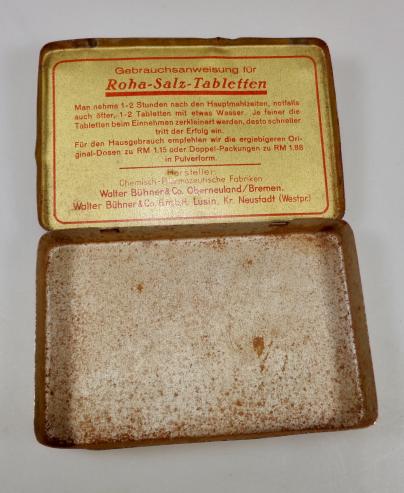 Gebrauchsanweisung für
Roha-Salz-Tabletten
Man nehme 1-2 Stunden nach den Hauptmahlzeiten, notfalls
auch öfter, 1-2 Tabletten mit etwas Wasser. Je feiner die
Tabletten beim Einnehmen zerkleinert werden, desto schneller
tritt der Erfolg ein.
Für den Hausgebrauch empfehlen wir die ergiebigeren Ori-
ginal-Dosen zu RM 1.15 oder Doppel-Packungen zu RM 1.88
in Pulverform.
Hersteller:
Chemisch-Pharmazeutische Fabriken
Walter Bühner & Co. Oberneuland/Bremen.
Walter Bühner & Co. G.m.b.H. Lusin, Kr. Neustadt (Westpr.)